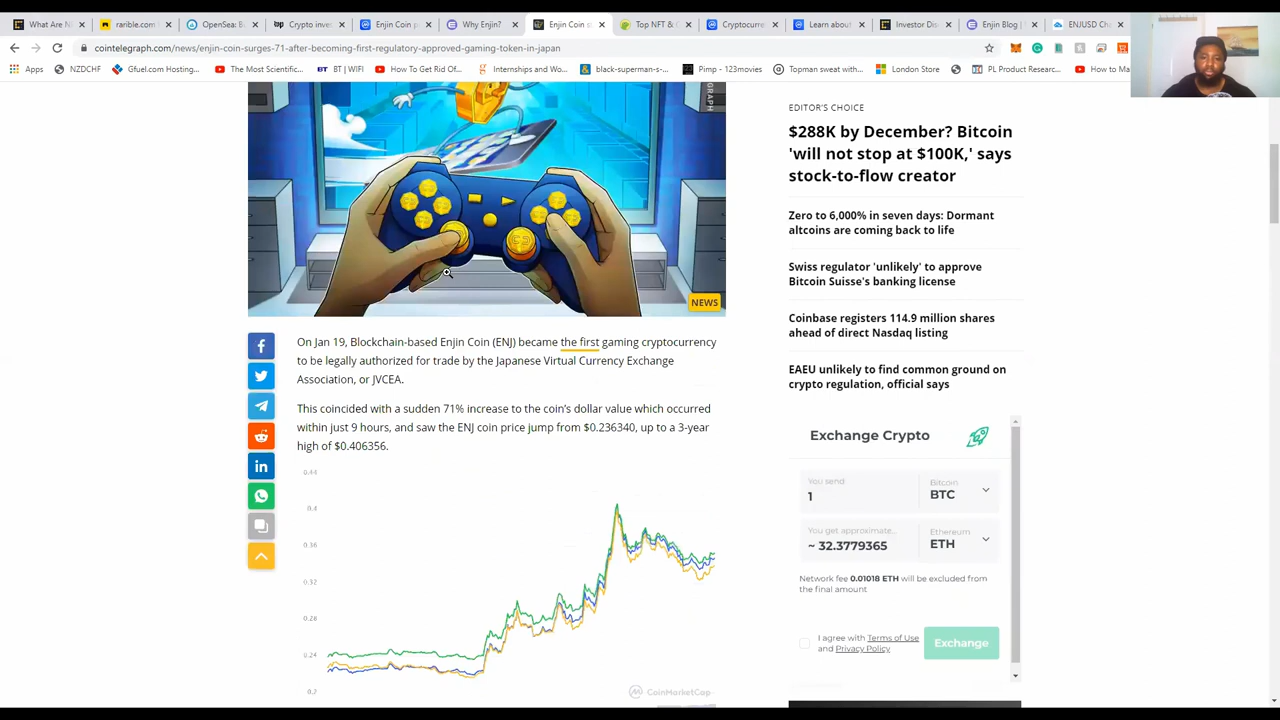 What Are N
rarible.com
OpenSea: B
Crypto inve
Enjin Coin p
Why Enjin?
Enjin Coin s
Top NFT & C
Cryptocurre
Learn about
Investor Dis
Enjin Blog |
ENJUSD Cha
cointelegraph.com/news/enjin-coin-surges-71-after-becoming-first-regulatory-approved-gaming-token-in-japan
Apps
NZDCHF
Gfuel.com Hosting...
The Most Scientific...
BT | WIFI
How To Get Rid Of...
Internships and Wo...
black-superman-s-...
Pimp - 123movies
Topman sweat with...
London Store
PL Product Researc...
How to Ma
GRAPH
NEWS
On Jan 19, Blockchain-based Enjin Coin (ENJ) became the first gaming cryptocurrency
to be legally authorized for trade by the Japanese Virtual Currency Exchange
Association, or JVCEA.
This coincided with a sudden 71% increase to the coin’s dollar value which occurred
within just 9 hours, and saw the ENJ coin price jump from $0.236340, up to a 3-year
high of $0.406356.
0.44
0.4
0.36
0.32
0.28
0.24
0.2
CoinMarketCap
EDITOR'S CHOICE
$288K by December? Bitcoin
'will not stop at $100K,' says
stock-to-flow creator
Zero to 6,000% in seven days: Dormant
altcoins are coming back to life
Swiss regulator 'unlikely' to approve
Bitcoin Suisse's banking license
Coinbase registers 114.9 million shares
ahead of direct Nasdaq listing
EAEU unlikely to find common ground on
crypto regulation, official says
Exchange Crypto
You send
1
Bitcoin
BTC
You get approximate...
~ 32.3779365
Ethereum
ETH
Network fee 0.01018 ETH will be excluded from
the final amount
I agree with Terms of Use
and Privacy Policy
Exchange